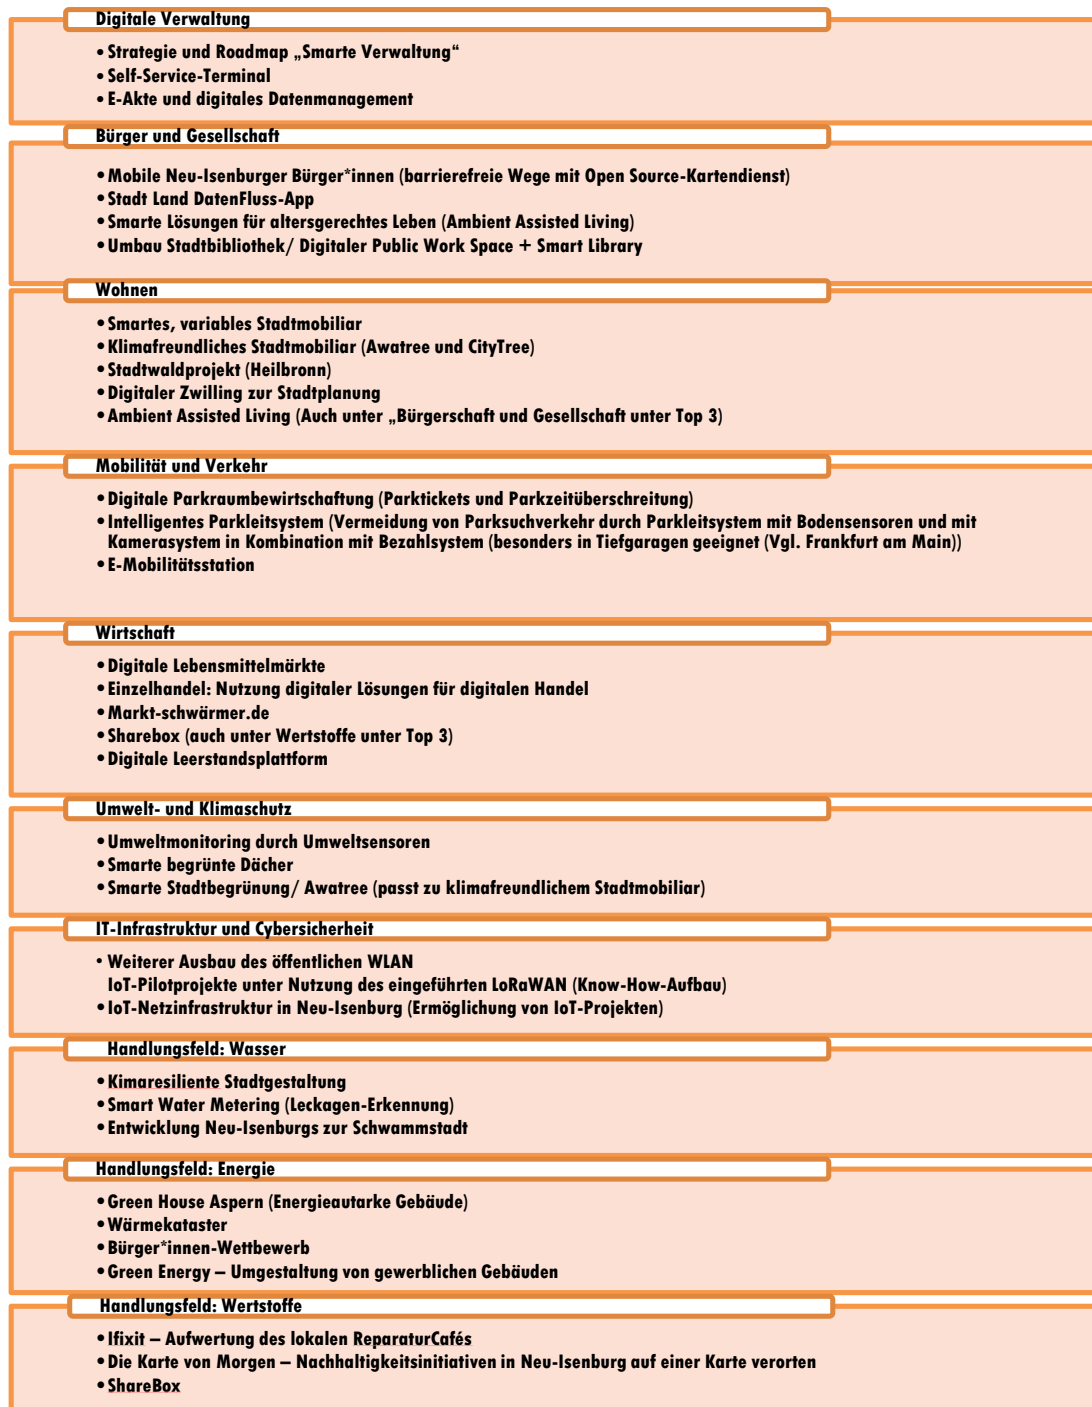 Digitale Verwaltung
• Strategie und Roadmap „Smarte Verwaltung“
• Self-Service-Terminal
• E-Akte und digitales Datenmanagement
Bürger und Gesellschaft
• Mobile Neu-Isenburger Bürger*innen (barrierefreie Wege mit Open Source-Kartendienst)
• Stadt Land DatenFluss-App
• Smarte Lösungen für altersgerechtes Leben (Ambient Assisted Living)
• Umbau Stadtbibliothek/ Digitaler Public Work Space + Smart Library
Wohnen
• Smartes, variables Stadtmobiliar
• Klimafreundliches Stadtmobiliar (Awatree und CityTree)
• Stadtwaldprojekt (Heilbronn)
• Digitaler Zwilling zur Stadtplanung
• Ambient Assisted Living (Auch unter „Bürgerschaft und Gesellschaft unter Top 3)
Mobilität und Verkehr
• Digitale Parkraumbewirtschaftung (Parktickets und Parkzeitüberschreitung)
• Intelligentes Parkleitsystem (Vermeidung von Parksuchverkehr durch Parkleitsystem mit Bodensensoren und mit
Kamerasystem in Kombination mit Bezahlsystem (besonders in Tiefgaragen geeignet (Vgl. Frankfurt am Main))
• E-Mobilitätsstation
Wirtschaft
• Digitale Lebensmittelmärkte
• Einzelhandel: Nutzung digitaler Lösungen für digitalen Handel
• Markt-schwärmer.de
• Sharebox (auch unter Wertstoffe unter Top 3)
• Digitale Leerstandsplattform
Umwelt- und Klimaschutz
• Umweltmonitoring durch Umweltsensoren
• Smarte begrünte Dächer
• Smarte Stadtbegrünung/ Awatree (passt zu klimafreundlichem Stadtmobiliar)
IT-Infrastruktur und Cybersicherheit
• Weiterer Ausbau des öffentlichen WLAN
IoT-Pilotprojekte unter Nutzung des eingeführten LoRaWAN (Know-How-Aufbau)
• IoT-Netzinfrastruktur in Neu-Isenburg (Ermöglichung von IoT-Projekten)
Handlungsfeld: Wasser
• Kimaresiliente Stadtgestaltung
• Smart Water Metering (Leckagen-Erkennung)
• Entwicklung Neu-Isenburgs zur Schwammstadt
Handlungsfeld: Energie
• Green House Aspern (Energieautarke Gebäude)
• Wärmekataster
• Bürger*innen-Wettbewerb
• Green Energy – Umgestaltung von gewerblichen Gebäuden
Handlungsfeld: Wertstoffe
• Ifixit – Aufwertung des lokalen ReparaturCafés
• Die Karte von Morgen – Nachhaltigkeitsinitiativen in Neu-Isenburg auf einer Karte verorten
• ShareBox